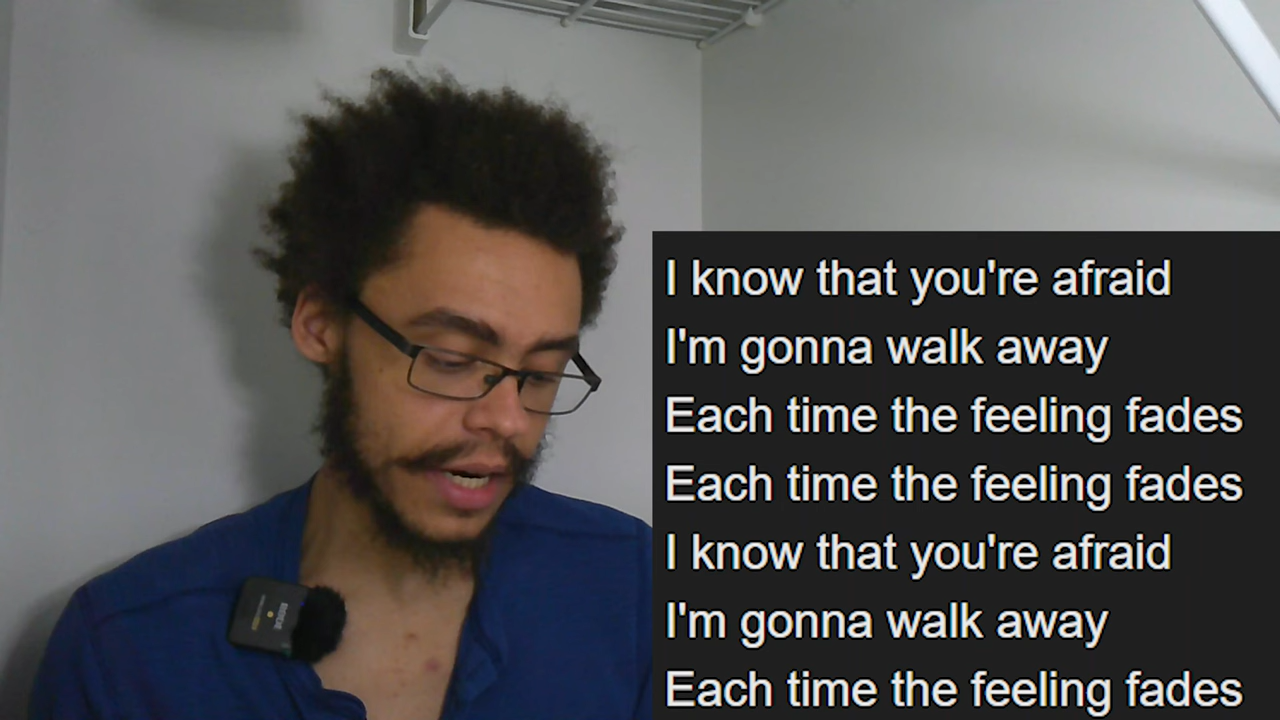 I know that you're afraid
I'm gonna walk away
Each time the feeling fades
Each time the feeling fades
I know that you're afraid
I'm gonna walk away
Each time the feeling fades